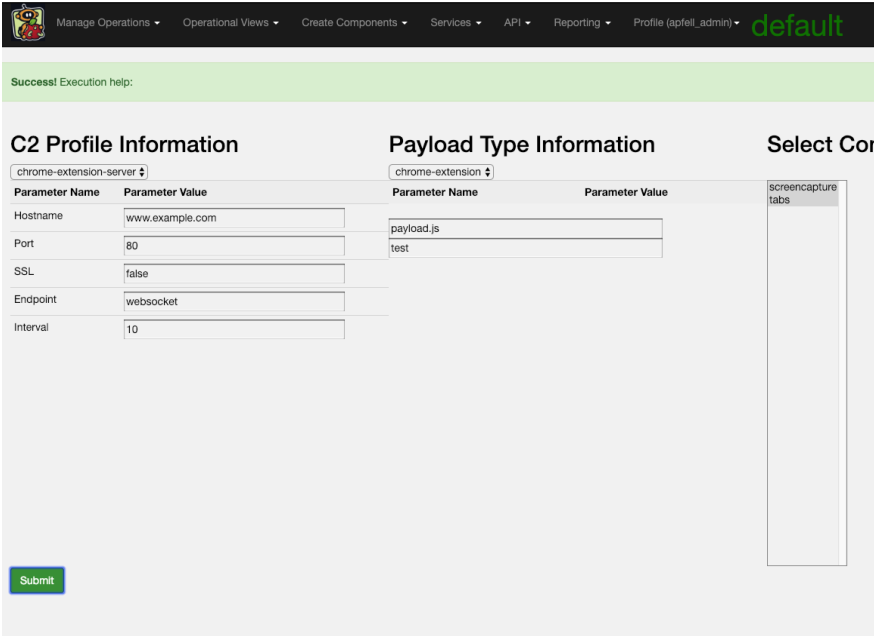 Manage Operations Operational Views Create Components Services API Reporting Profile (apfell_admin) default
Success! Execution help:
C2 Profile Information
chrome-extension-server
Parameter Name Parameter Value
Hostname www.example.com
Port 80
SSL false
Endpoint websocket
Interval 10
Payload Type Information
chrome-extension
Parameter Name Parameter Value
payload.js
test
Select Cor
screencapture
tabs
Submit